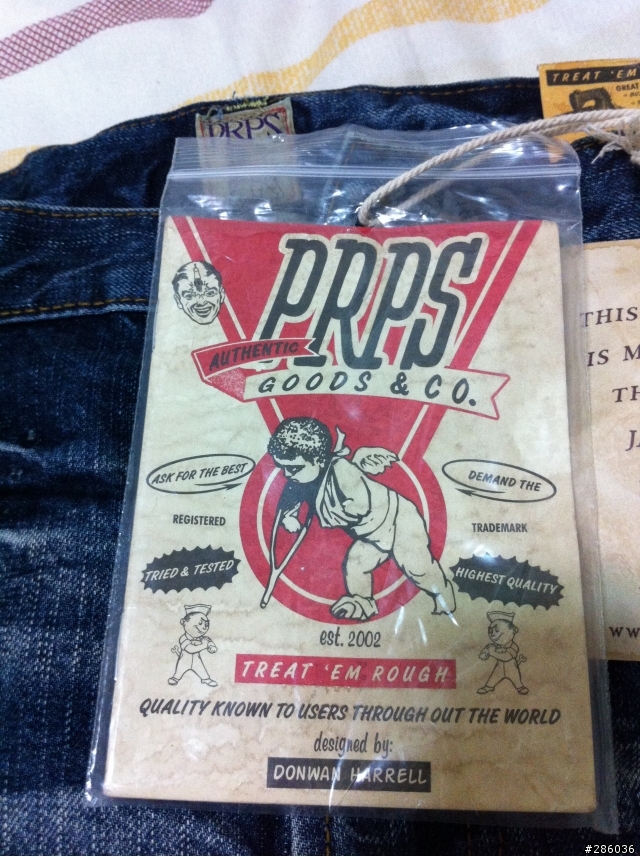 TREAT 'EM
GREAT
PRPS
PRPS
AUTHENTIC
GOODS & CO.
ASK FOR THE BEST
DEMAND THE
REGISTERED
TRADEMARK
TRIED & TESTED
HIGHEST QUALITY
est. 2002
TREAT 'EM ROUGH
QUALITY KNOWN TO USERS THROUGH OUT THE WORLD
designed by:
DONWAN HARRELL
THIS
IS M
TH
J
WW
#286036